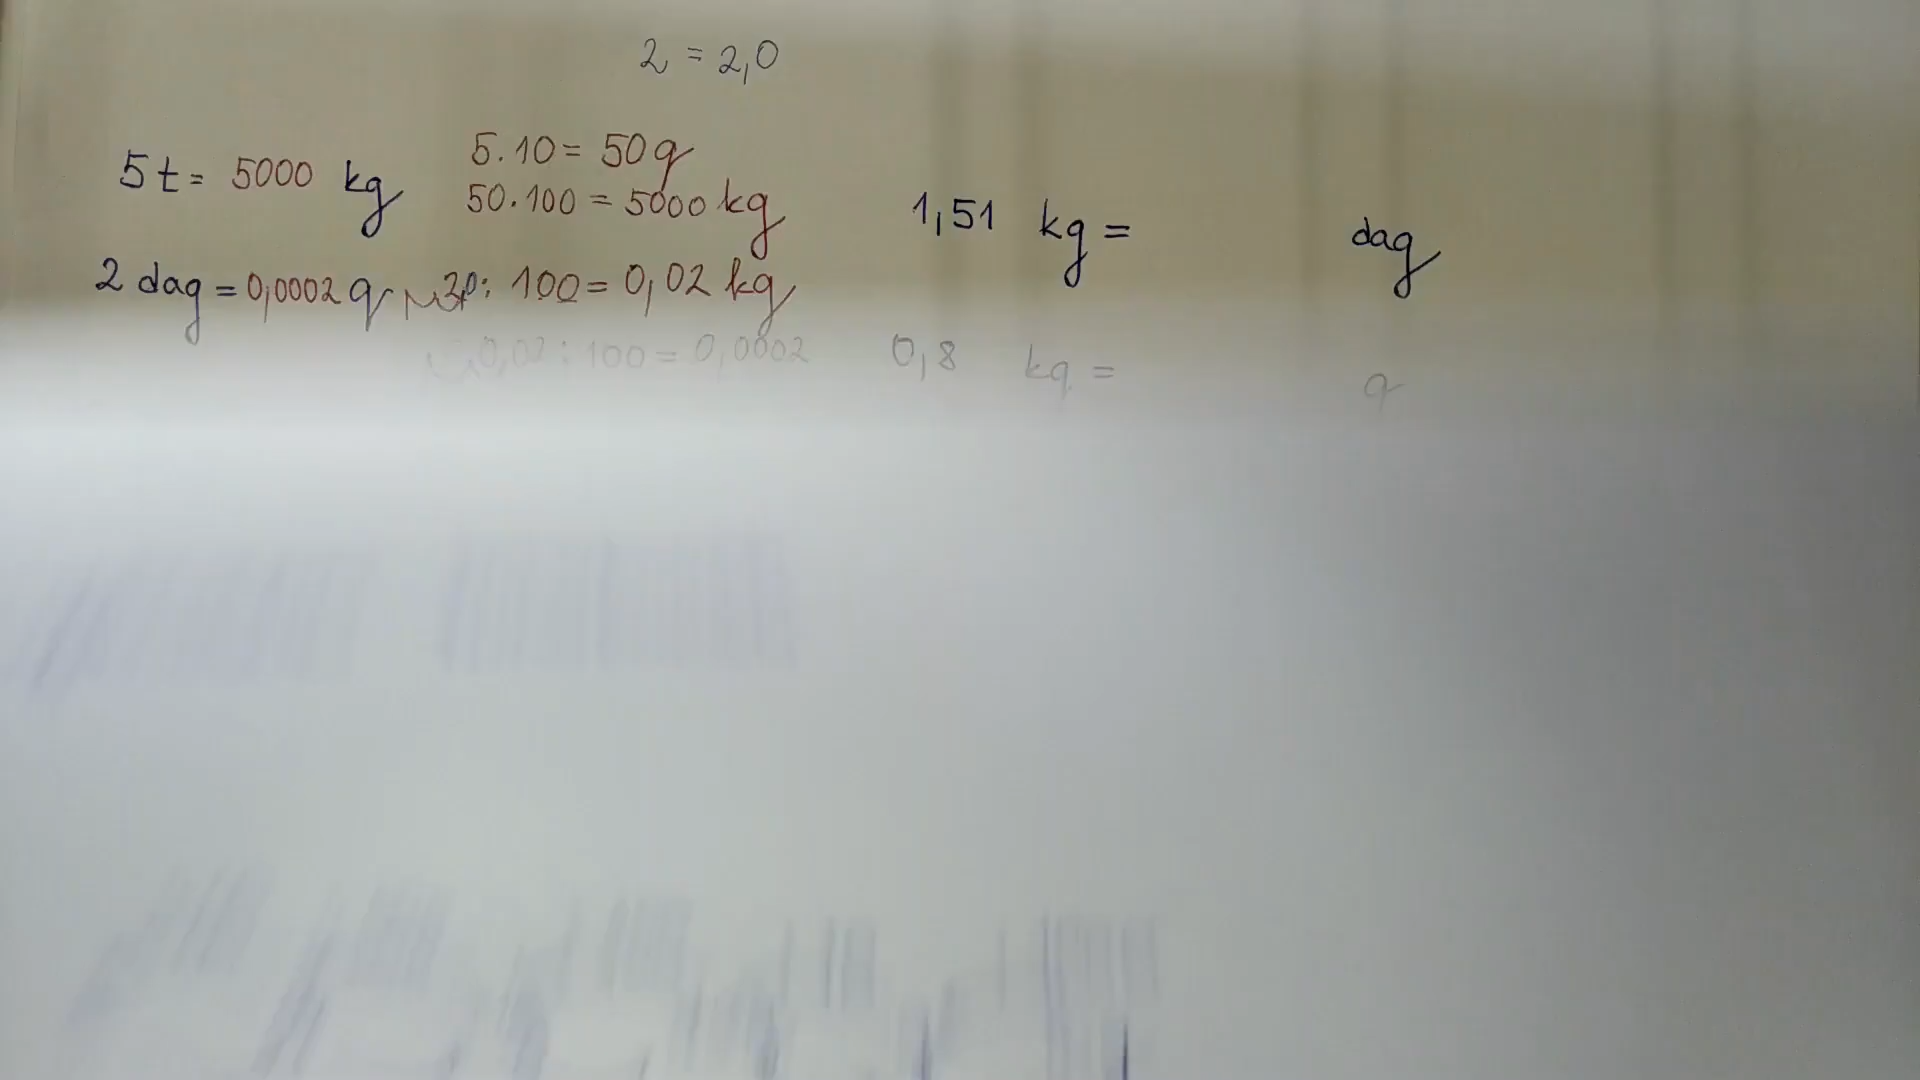 2 = 2,0
5 t = 5000 kg
5.10 = 50 q
50.100 = 5000 kg
2 dag = 0,0002 q
: 100 = 0,02 kg
0,02 : 100 = 0,0002
1,51 kg = dag
0,8 kg = q